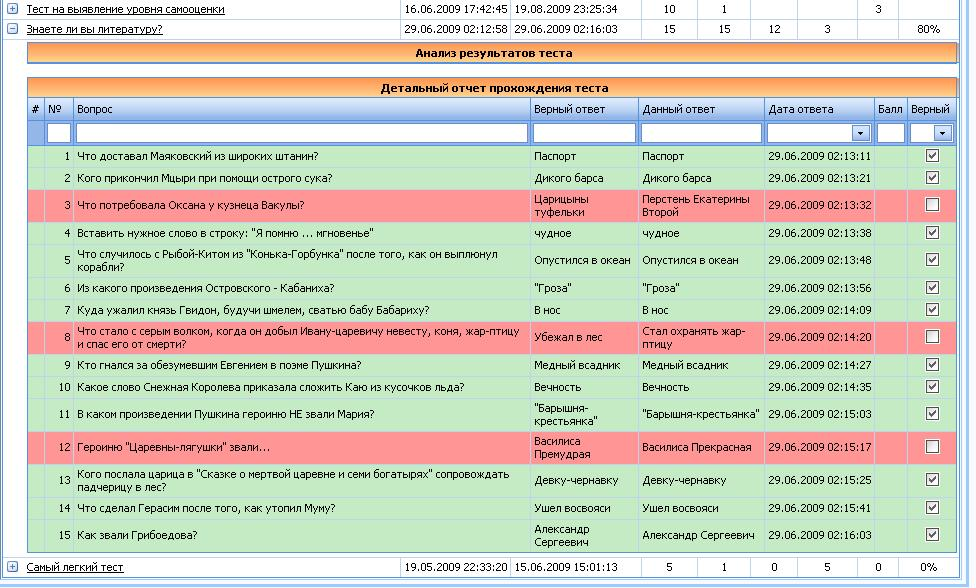 Тест на выявление уровня самооценки 16.06.2009 17:42:45 19.08.2009 23:25:34 10 1 3
Знаете ли вы литературу? 29.06.2009 02:12:58 29.06.2009 02:16:03 15 15 12 3 80%
Анализ результатов теста
Детальный отчет прохождения теста
# № Вопрос Верный ответ Данный ответ Дата ответа Балл Верный
1 Что доставал Маяковский из широких штанин? Паспорт Паспорт 29.06.2009 02:13:11
2 Кого прикончил Мцыри при помощи острого сука? Дикого барса Дикого барса 29.06.2009 02:13:21
3 Что потребовала Оксана у кузнеца Вакулы? Царицыны туфельки Перстень Екатерины Второй 29.06.2009 02:13:32
4 Вставить нужное слово в строку: "Я помню ... мгновенье" чудное чудное 29.06.2009 02:13:38
5 Что случилось с Рыбой-Китом из "Конька-Горбунка" после того, как он выплюнул корабли? Опустился в океан Опустился в океан 29.06.2009 02:13:48
6 Из какого произведения Островского - Кабаниха? "Гроза" "Гроза" 29.06.2009 02:13:56
7 Куда ужалил князь Гвидон, будучи шмелем, сватью бабу Бабариху? В нос В нос 29.06.2009 02:14:09
8 Что стало с серым волком, когда он добыл Ивану-царевичу невесту, коня, жар-птицу и спас его от смерти? Убежал в лес Стал охранять жар-птицу 29.06.2009 02:14:20
9 Кто гнался за обезумевшим Евгением в поэме Пушкина? Медный всадник Медный всадник 29.06.2009 02:14:27
10 Какое слово Снежная Королева приказала сложить Каю из кусочков льда? Вечность Вечность 29.06.2009 02:14:35
11 В каком произведении Пушкина героиню НЕ звали Мария? "Барышня-крестьянка" "Барышня-крестьянка" 29.06.2009 02:15:03
12 Героиню "Царевны-лягушки" звали... Василиса Премудрая Василиса Прекрасная 29.06.2009 02:15:17
13 Кого послала царица в "Сказке о мертвой царевне и семи богатырях" сопровождать падчерицу в лес? Девку-чернавку Девку-чернавку 29.06.2009 02:15:25
14 Что сделал Герасим после того, как утопил Муму? Ушел восвояси Ушел восвояси 29.06.2009 02:15:41
15 Как звали Грибоедова? Александр Сергеевич Александр Сергеевич 29.06.2009 02:16:03
Самый легкий тест 19.05.2009 22:33:20 15.06.2009 15:01:13 5 1 0 5 0 0%